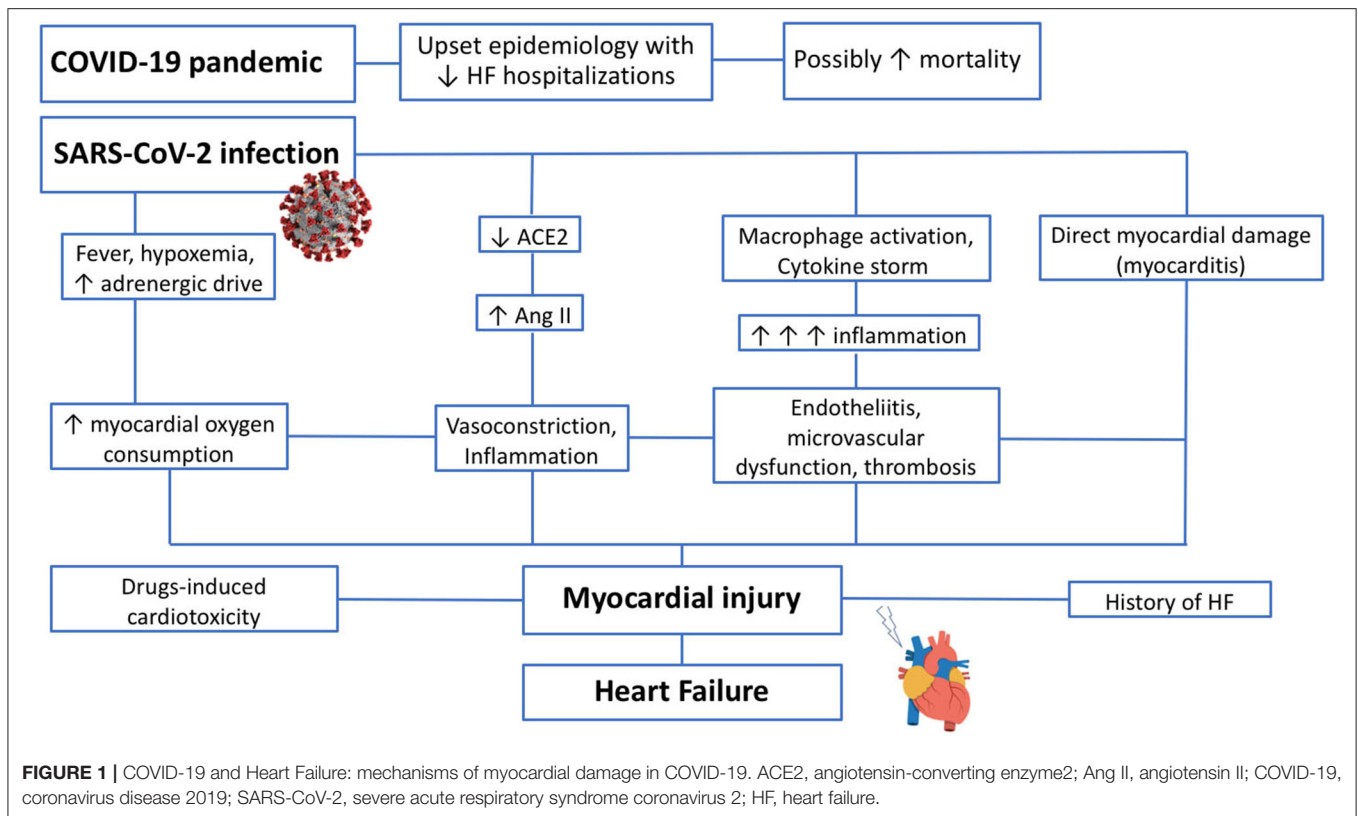 COVID-19 pandemic
Upset epidemiology with
↓ HF hospitalizations
Possibly ↑ mortality
SARS-CoV-2 infection
Fever, hypoxemia,
↑ adrenergic drive
↓ ACE2
Macrophage activation,
Cytokine storm
Direct myocardial damage
(myocarditis)
↑ Ang II
↑ ↑ ↑ inflammation
↑ myocardial oxygen
consumption
Vasoconstriction,
Inflammation
Endotheliitis,
microvascular
dysfunction, thrombosis
Drugs-induced
cardiotoxicity
Myocardial injury
History of HF
Heart Failure
FIGURE 1 | COVID-19 and Heart Failure: mechanisms of myocardial damage in COVID-19. ACE2, angiotensin-converting enzyme2; Ang II, angiotensin II; COVID-19,
coronavirus disease 2019; SARS-CoV-2, severe acute respiratory syndrome coronavirus 2; HF, heart failure.